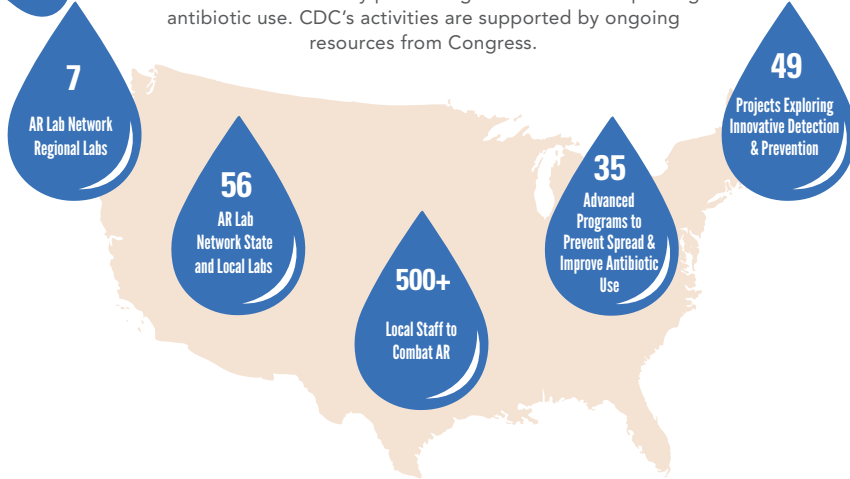 antibiotic use. CDC’s activities are supported by ongoing
resources from Congress.
7
AR Lab Network
Regional Labs
56
AR Lab
Network State
and Local Labs
500+
Local Staff to
Combat AR
35
Advanced
Programs to
Prevent Spread &
Improve Antibiotic
Use
49
Projects Exploring
Innovative Detection
& Prevention